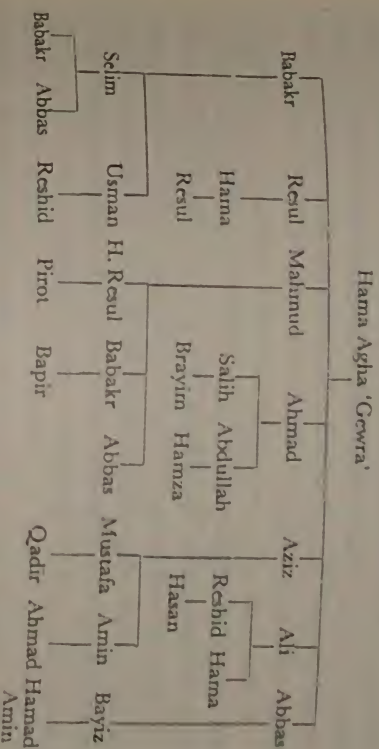 Hama Agha 'Gewra'
Babakr Resul Mahmud Ahmad Aziz Ali Abbas
Hama Salih Abdullah Reshid Hama
Resul Brayim Hamza Hasan
Selim Usman H. Resul Babakr Abbas Mustafa Amin Bayiz
Babakr Abbas Reshid Pirot Bapir Qadir Ahmad Hamad
Amin